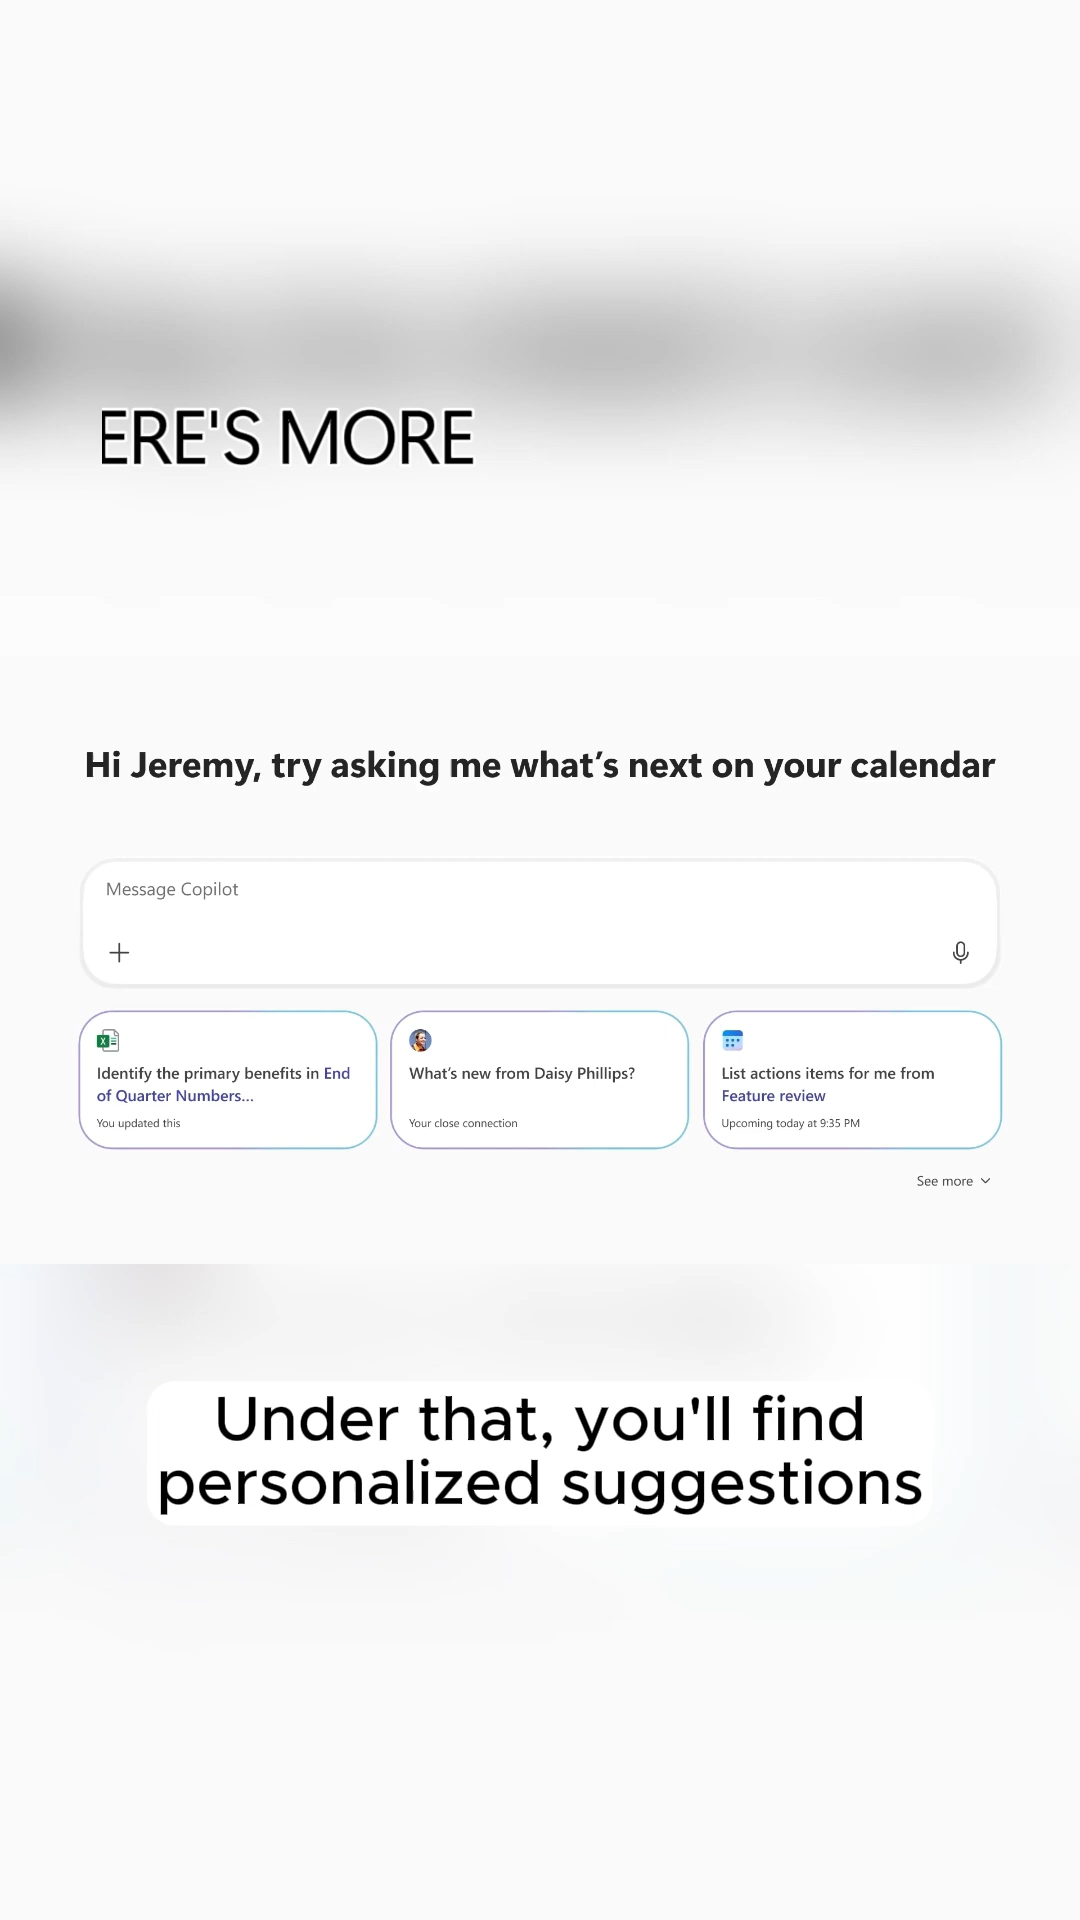 ERE'S MORE
Hi Jeremy, try asking me what’s next on your calendar
Message Copilot
Identify the primary benefits in End
of Quarter Numbers...
You updated this
What’s new from Daisy Phillips?
Your close connection
List actions items for me from
Feature review
Upcoming today at 9:35 PM
See more
Under that, you'll find
personalized suggestions